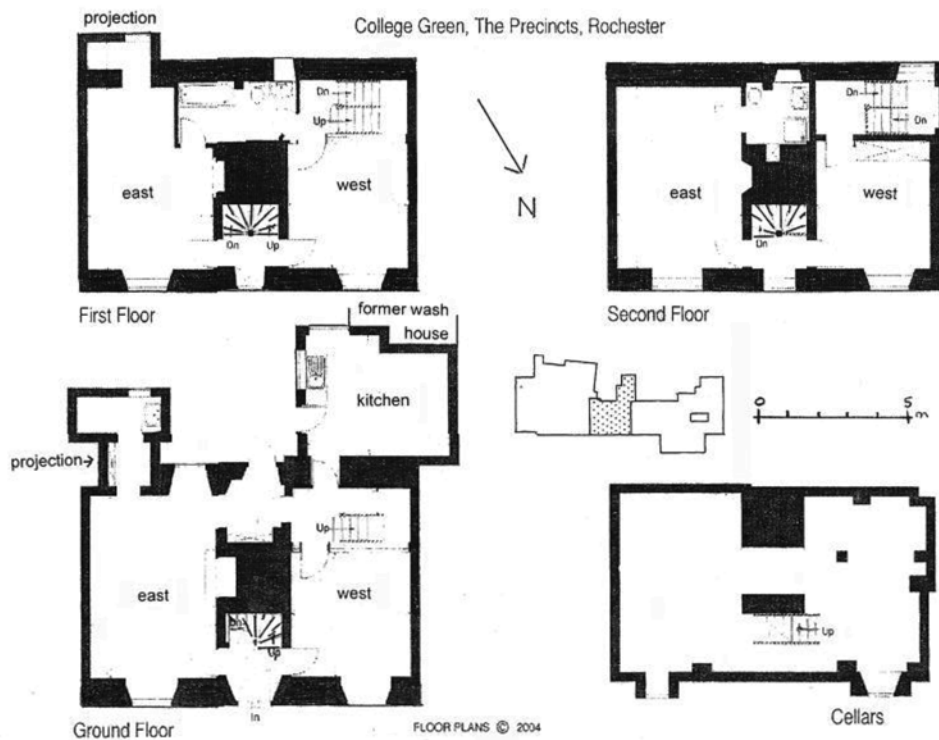 College Green, The Precincts, Rochester
projection
Dn
Up
east
west
Dn
Up
First Floor
N
Dn
Dn
east
west
Dn
Second Floor
former wash
house
kitchen
projection→
Up
east
west
Dn
Up
In
Ground Floor
0
5
m
Up
Cellars
FLOOR PLANS © 2004